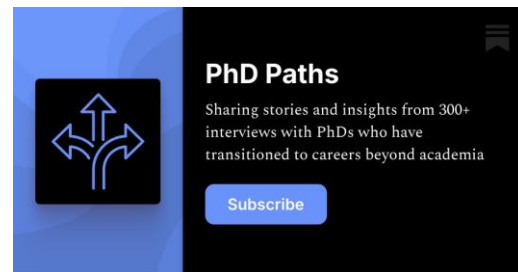 PhD Paths
Sharing stories and insights from 300+
interviews with PhDs who have
transitioned to careers beyond academia
Subscribe